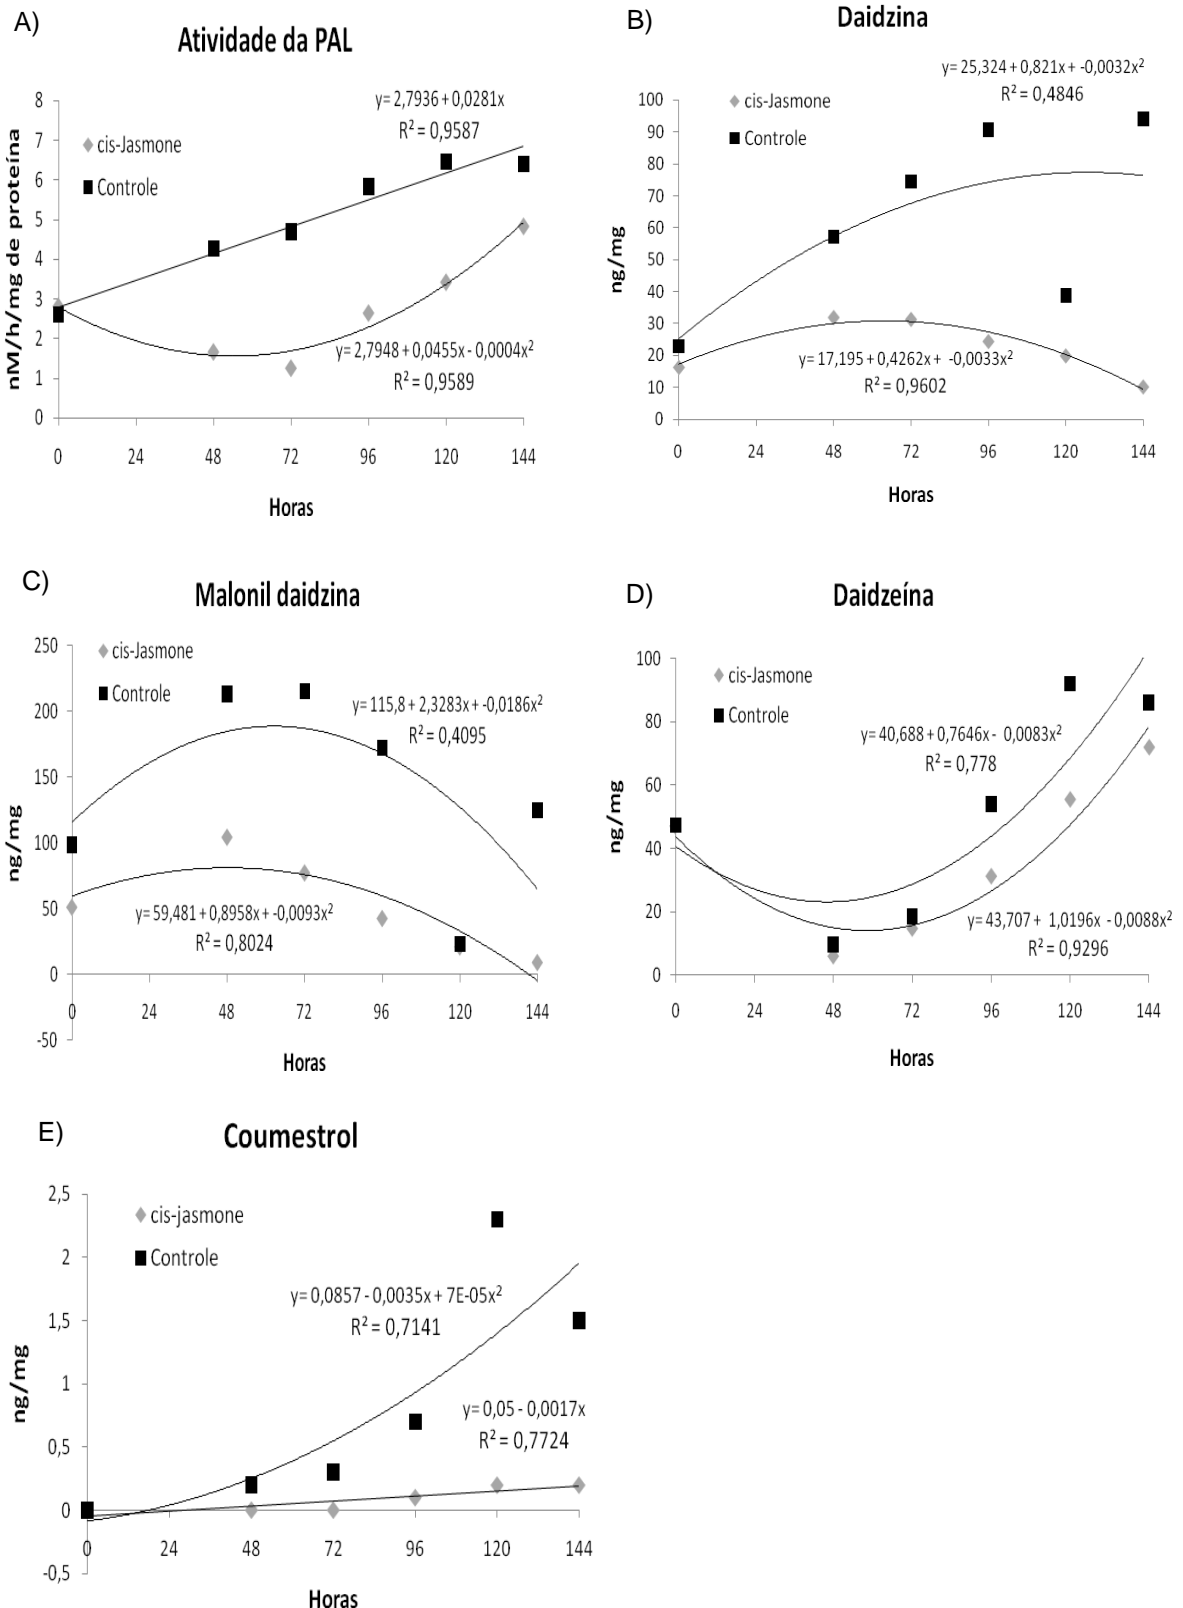 A)
Atividade da PAL
y= 2,7936 + 0,0281x
R² = 0,9587
cis-Jasmone
Controle
nM/h/mg de proteína
8
7
6
5
4
3
2
1
0
y= 2,7948 + 0,0455x - 0,0004x²
R² = 0,9589
0 24 48 72 96 120 144
Horas
B)
Daidzina
y= 25,324 + 0,821x + -0,0032x²
R² = 0,4846
cis-Jasmone
Controle
ng/mg
100
90
80
70
60
50
40
30
20
10
0
y= 17,195 + 0,4262x + -0,0033x²
R² = 0,9602
0 24 48 72 96 120 144
Horas
C)
Malonil daidzina
cis-Jasmone
Controle
y= 115,8 + 2,3283x + -0,0186x²
R² = 0,4095
ng/mg
250
200
150
100
50
0
-50
y= 59,481 + 0,8958x + -0,0093x²
R² = 0,8024
0 24 48 72 96 120 144
Horas
D)
Daidzeína
cis-Jasmone
Controle
y= 40,688 + 0,7646x - 0,0083x²
R² = 0,778
ng/mg
100
80
60
40
20
0
y= 43,707 + 1,0196x - 0,0088x²
R² = 0,9296
0 24 48 72 96 120 144
Horas
E)
Coumestrol
cis-jasmone
Controle
y= 0,0857 - 0,0035x + 7E-05x²
R² = 0,7141
ng/mg
2,5
2
1,5
1
0,5
0
-0,5
y= 0,05 - 0,0017x
R² = 0,7724
0 24 48 72 96 120 144
Horas